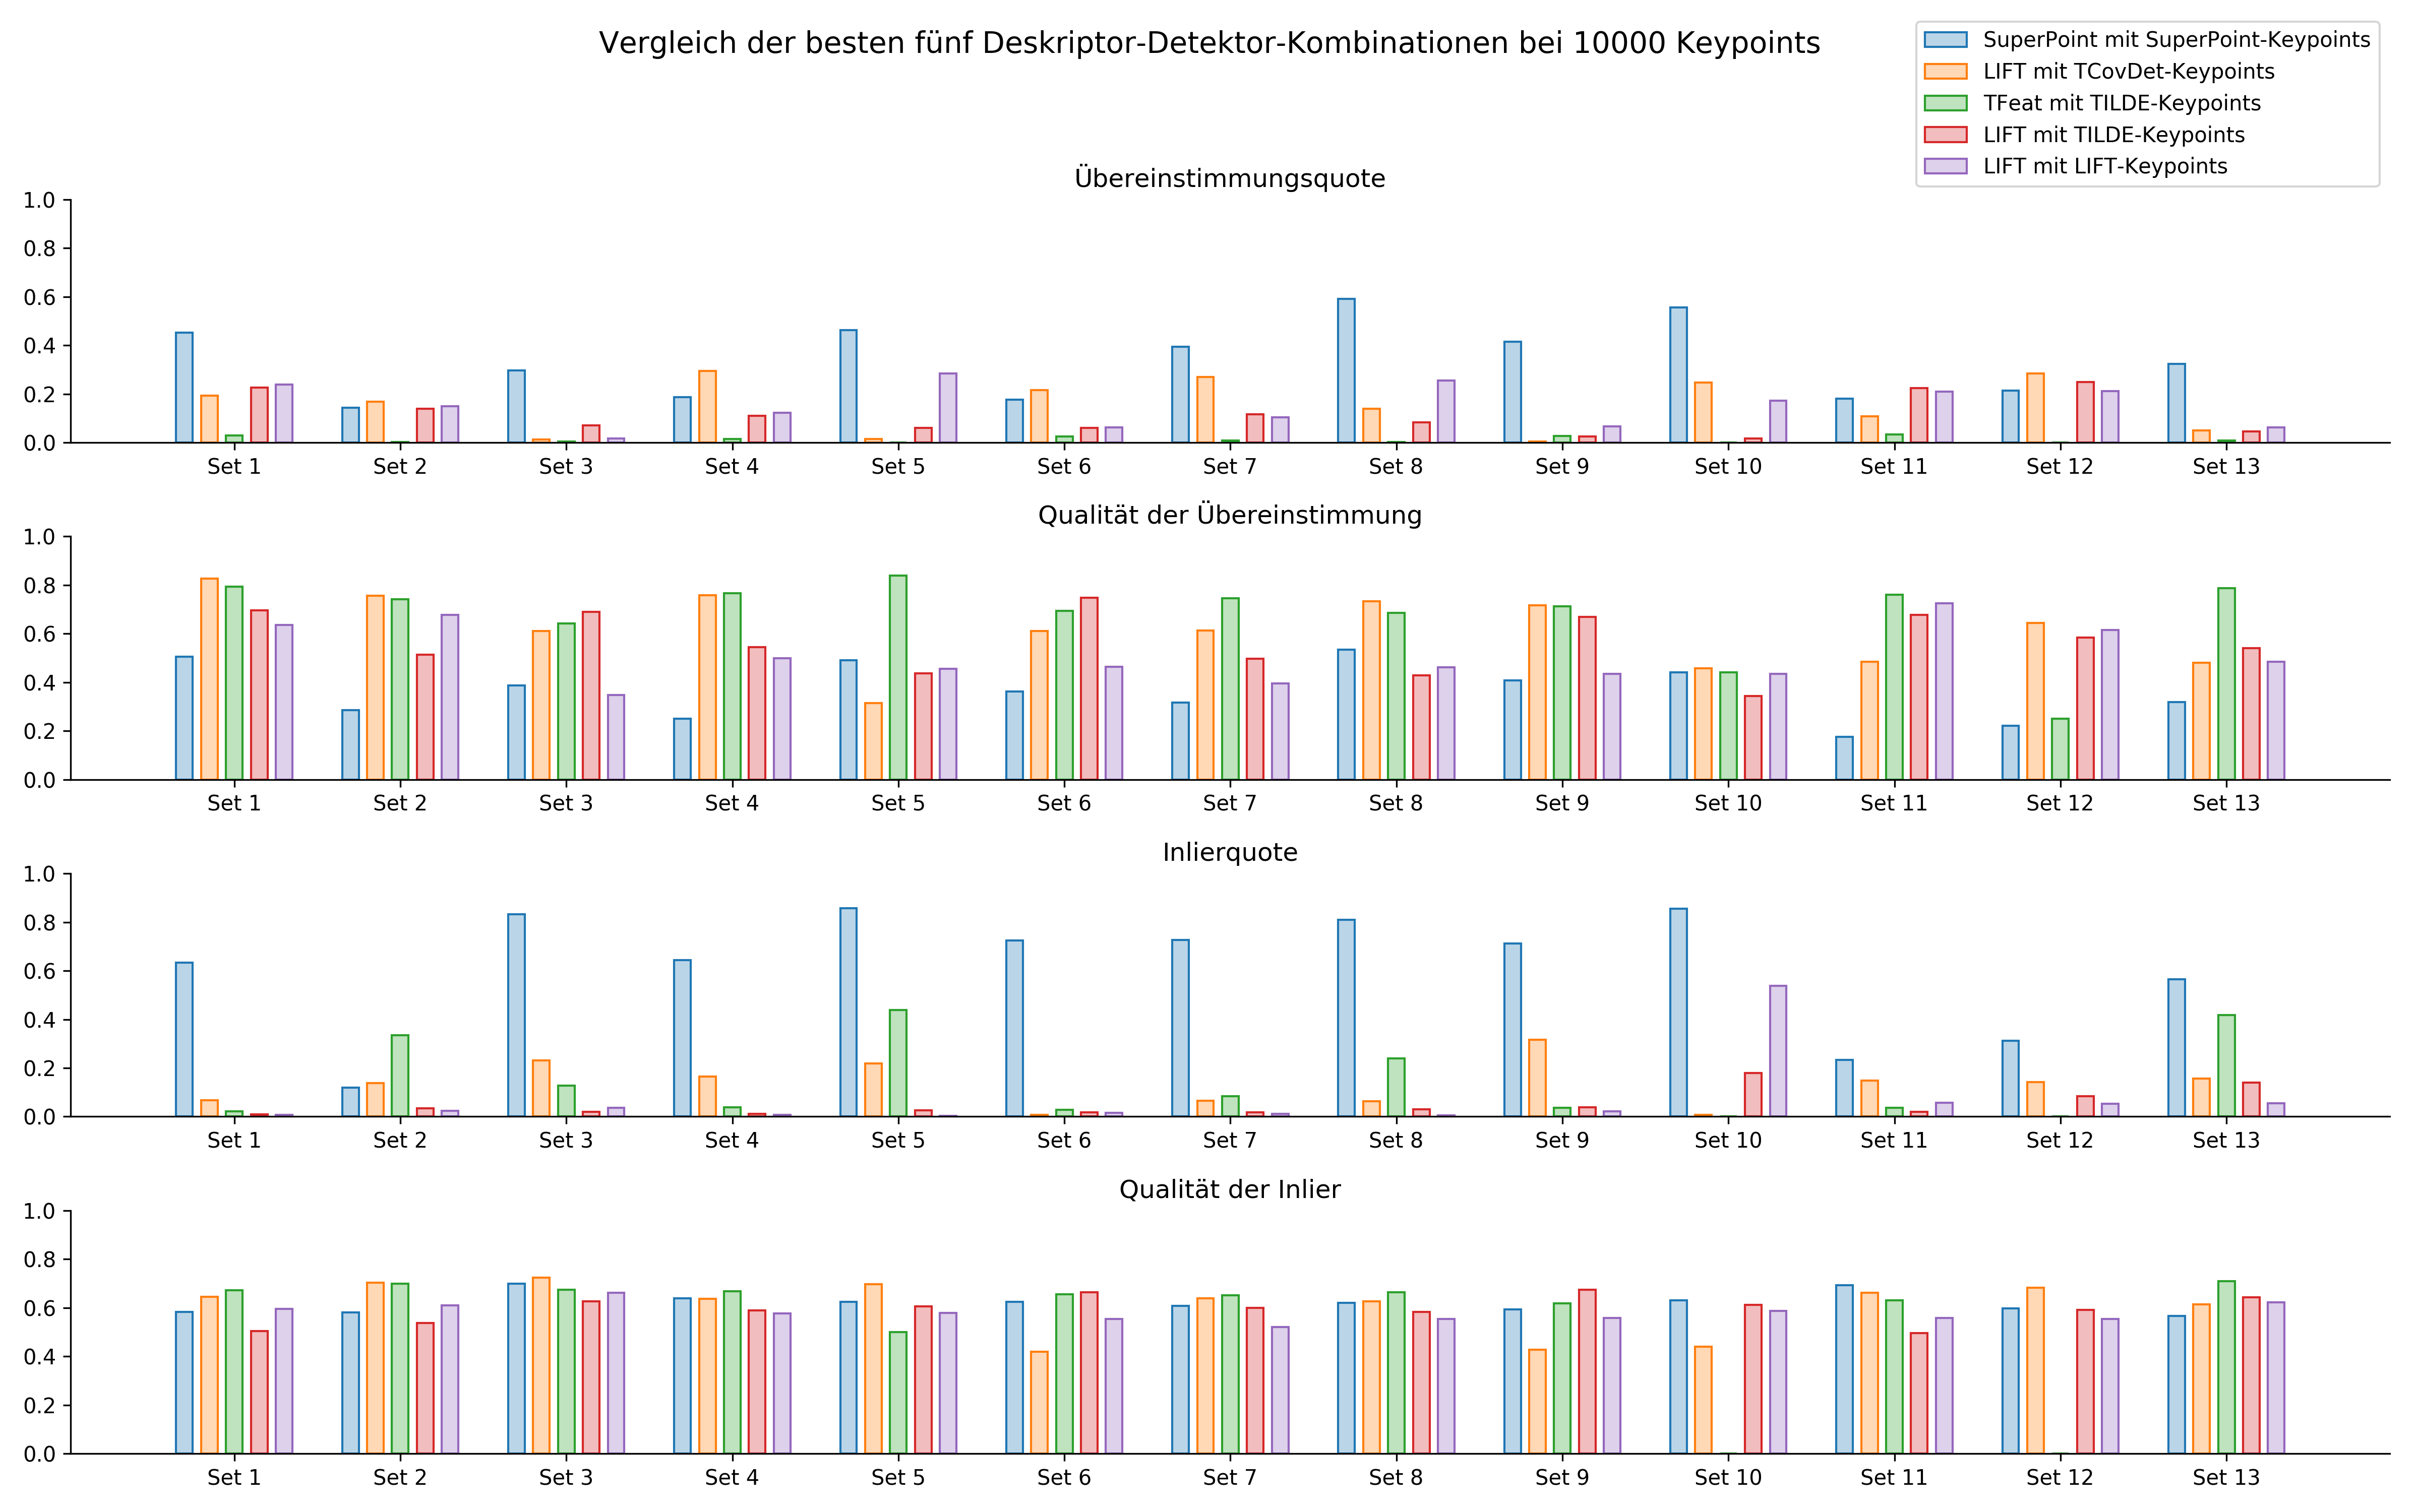 Vergleich der besten fünf Deskriptor-Detektor-Kombinationen bei 10000 Keypoints
SuperPoint mit SuperPoint-Keypoints
LIFT mit TCovDet-Keypoints
TFeat mit TILDE-Keypoints
LIFT mit TILDE-Keypoints
LIFT mit LIFT-Keypoints
Übereinstimmungsquote
1.0
0.8
0.6
0.4
0.2
0.0
Set 1 Set 2 Set 3 Set 4 Set 5 Set 6 Set 7 Set 8 Set 9 Set 10 Set 11 Set 12 Set 13
Qualität der Übereinstimmung
1.0
0.8
0.6
0.4
0.2
0.0
Set 1 Set 2 Set 3 Set 4 Set 5 Set 6 Set 7 Set 8 Set 9 Set 10 Set 11 Set 12 Set 13
Inlierquote
1.0
0.8
0.6
0.4
0.2
0.0
Set 1 Set 2 Set 3 Set 4 Set 5 Set 6 Set 7 Set 8 Set 9 Set 10 Set 11 Set 12 Set 13
Qualität der Inlier
1.0
0.8
0.6
0.4
0.2
0.0
Set 1 Set 2 Set 3 Set 4 Set 5 Set 6 Set 7 Set 8 Set 9 Set 10 Set 11 Set 12 Set 13